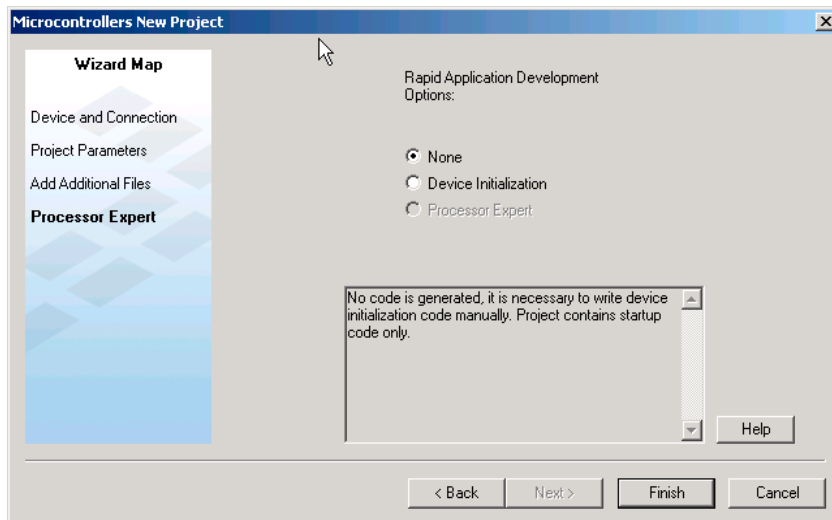 Microcontrollers New Project
Wizard Map
Device and Connection
Project Parameters
Add Additional Files
Processor Expert
Rapid Application Development
Options:
None
Device Initialization
Processor Expert
No code is generated, it is necessary to write device
initialization code manually. Project contains startup
code only.
Help
< Back
Next >
Finish
Cancel